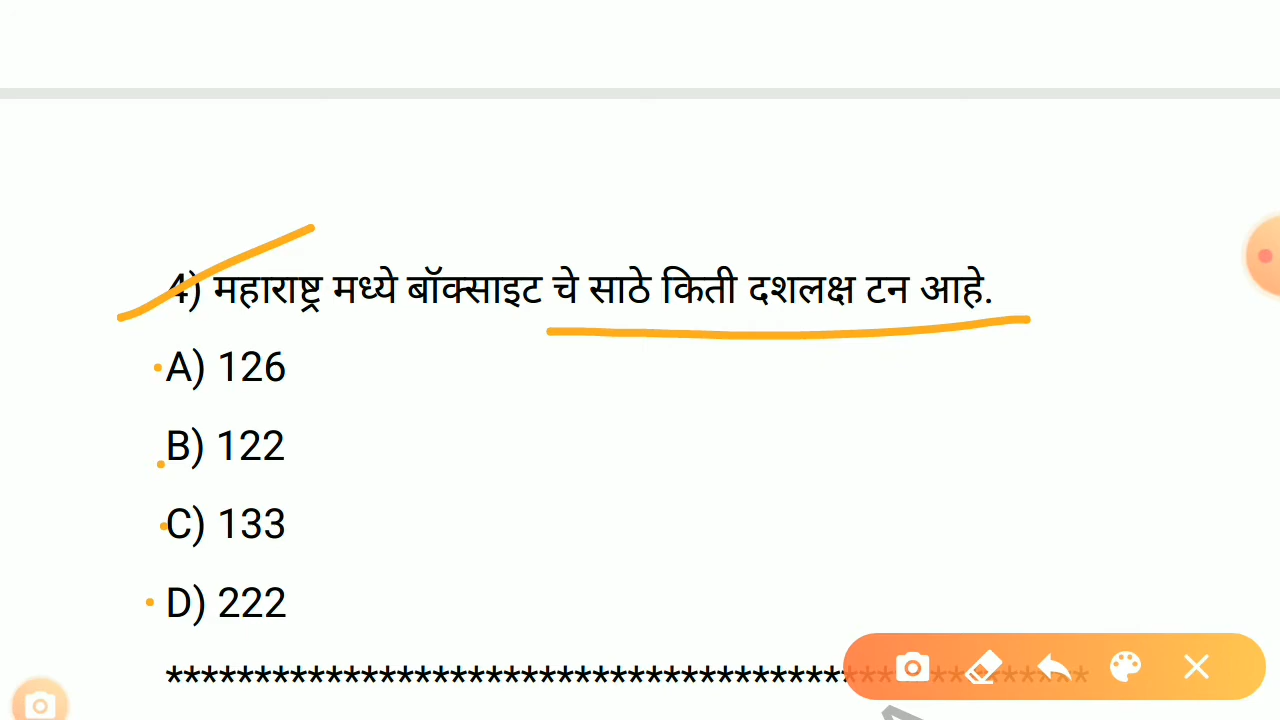 4) महाराष्ट्र मध्ये बॉक्साइट चे साठे किती दशलक्ष टन आहे.
A) 126
B) 122
C) 133
D) 222
****************************************************